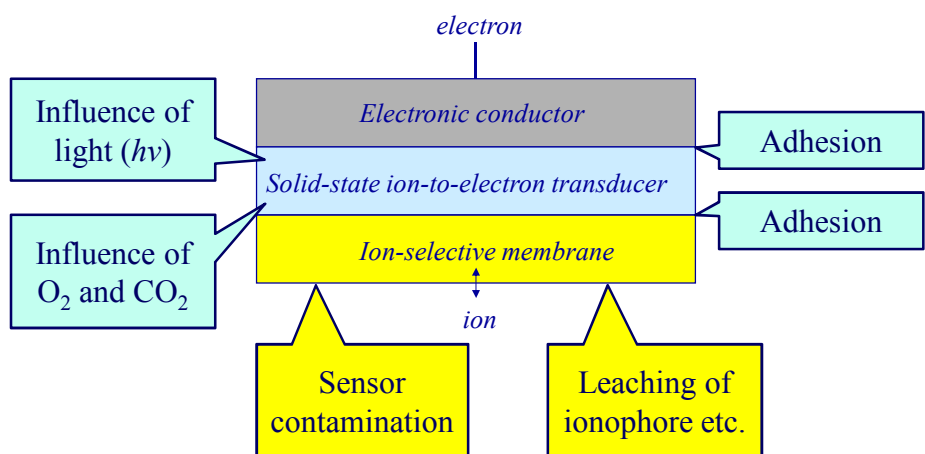 electron
Influence of
light (hν)
Electronic conductor
Adhesion
Solid-state ion-to-electron transducer
Adhesion
Influence of
O₂ and CO₂
Ion-selective membrane
ion
Sensor
contamination
Leaching of
ionophore etc.